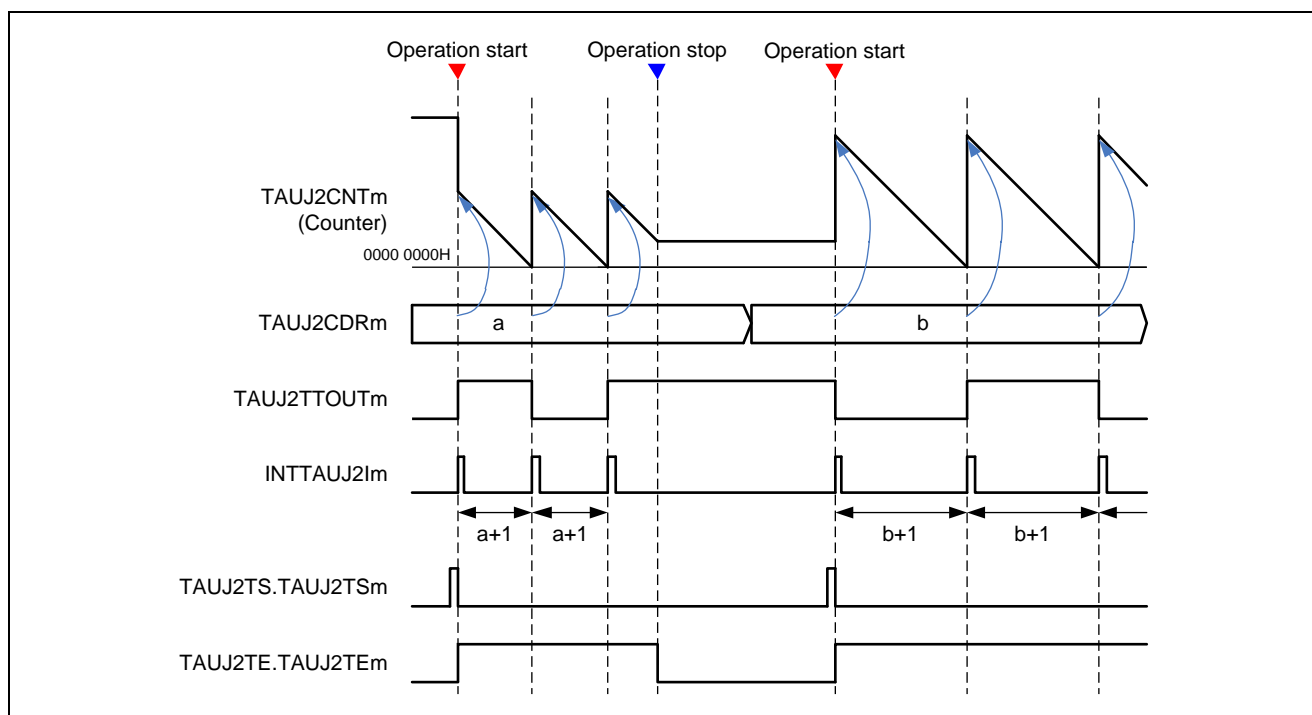 Operation start Operation stop Operation start
TAUJ2CNTm
(Counter)
0000 0000H
TAUJ2CDRm a b
TAUJ2TTOUTm
INTTAUJ2Im
a+1 a+1 b+1 b+1
TAUJ2TS.TAUJ2TSm
TAUJ2TE.TAUJ2TEm